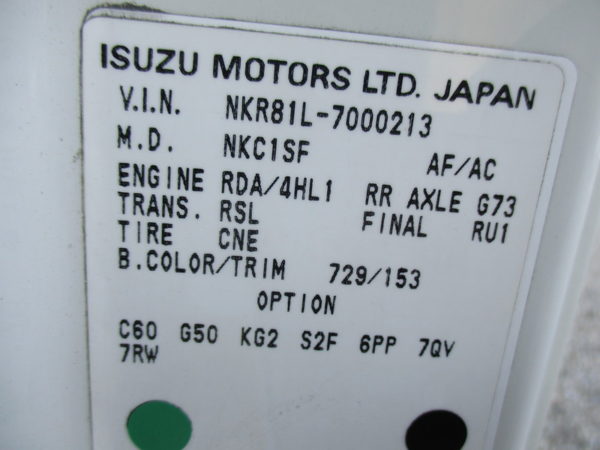 ISUZU MOTORS LTD. JAPAN
V.I.N. NKR81L-7000213
M.D. NKC1SF AF/AC
ENGINE RDA/4HL1 RR AXLE G73
TRANS. RSL FINAL RU1
TIRE CNE
B.COLOR/TRIM 729/153
OPTION
C60 G50 KG2 S2F 6PP 7QV
7RW